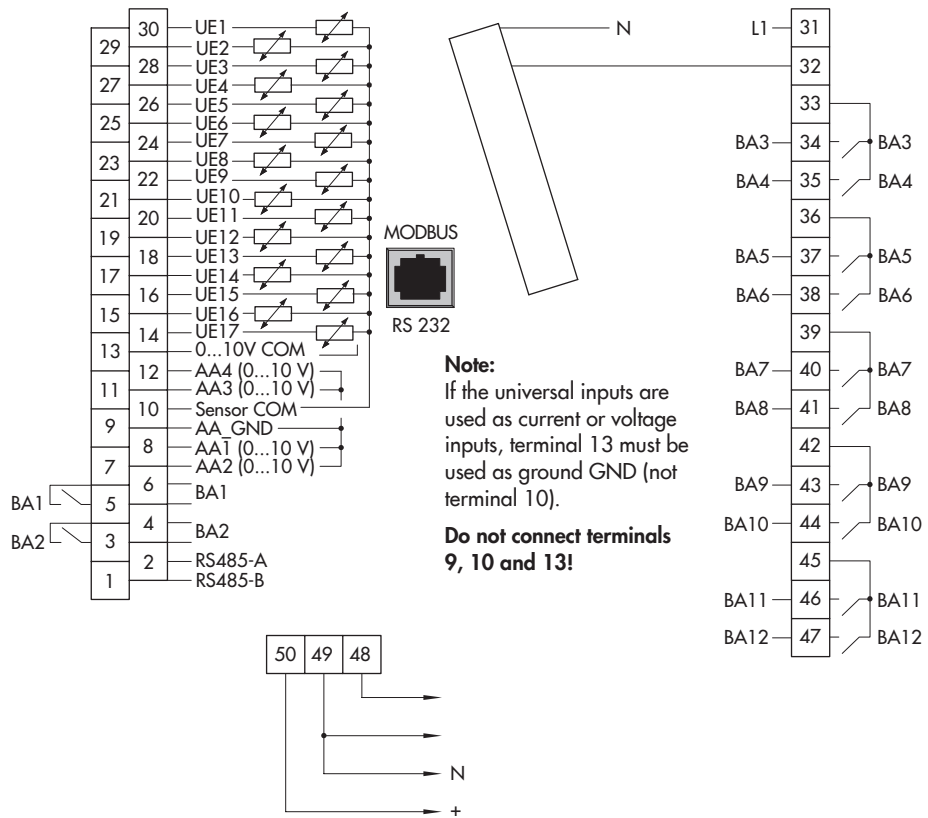 30 UE1
29 UE2
28 UE3
27 UE4
26 UE5
25 UE6
24 UE7
23 UE8
22 UE9
21 UE10
20 UE11
19 UE12
18 UE13
17 UE14
16 UE15
15 UE16
14 UE17
13 0...10V COM
12 AA4 (0...10 V)
11 AA3 (0...10 V)
10 Sensor COM
9 AA_GND
8 AA1 (0...10 V)
7 AA2 (0...10 V)
6 BA1
BA1 5
4 BA2
BA2 3
2 RS485-A
1 RS485-B
MODBUS
RS 232
N
Note:
If the universal inputs are
used as current or voltage
inputs, terminal 13 must be
used as ground GND (not
terminal 10).
Do not connect terminals
9, 10 and 13!
L1 31
32
33
BA3 34 BA3
BA4 35 BA4
36
BA5 37 BA5
BA6 38 BA6
39
BA7 40 BA7
BA8 41 BA8
42
BA9 43 BA9
BA10 44 BA10
45
BA11 46 BA11
BA12 47 BA12
50 49 48
N
+